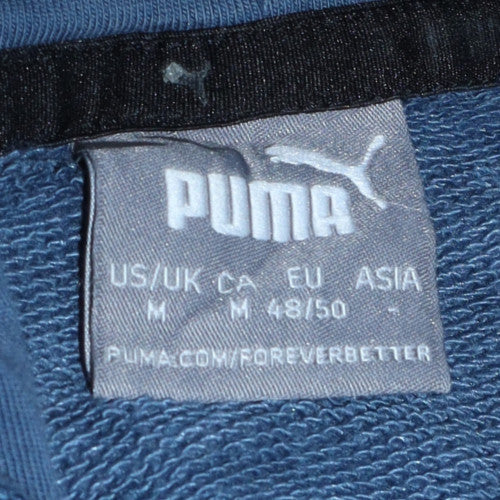 PUMA
US/UK CA EU ASIA
M M 48/50 -
PUMA.COM/FOREVERBETTER